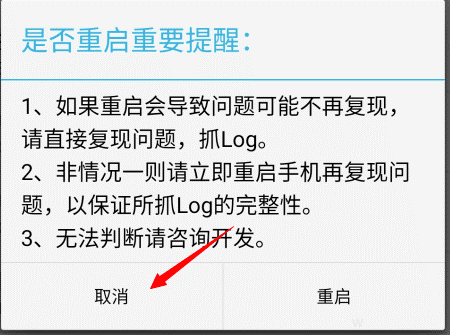 是否重启重要提醒：
1、如果重启会导致问题可能不再复现，
请直接复现问题，抓Log。
2、非情况一则请立即重启手机再复现问
题，以保证所抓Log的完整性。
3、无法判断请咨询开发。
取消
重启